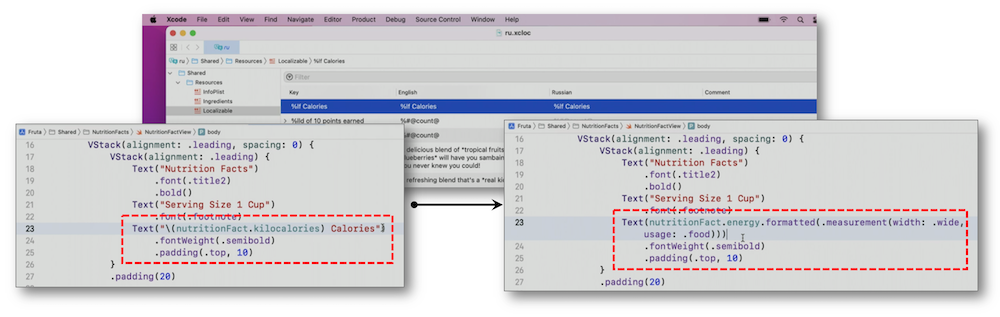 Xcode File Edit View Find Navigate Editor Product Debug Source Control Window Help
ru.xcloc
ru
ru Shared Resources Localizable %lf Calories
Shared
Resources
InfoPlist
Ingredients
Localizable
Filter
Key English Russian Comment
%lf Calories %lf Calories %lf Calories
%lld of 10 points earned %#@count@ %#@count@
delicious blend of *tropical fruits
blueberries* will have you sambain
you never knew you could!
refreshing blend that's a *real ki
Fruta Shared NutritionFacts NutritionFactView body
16 VStack(alignment: .leading, spacing: 0) {
17 VStack(alignment: .leading) {
18 Text("Nutrition Facts")
19 .font(.title2)
20 .bold()
21 Text("Serving Size 1 Cup")
22 .font(.footnote)
23 Text("\(nutritionFact.kilocalories) Calories")
24 .fontWeight(.semibold)
25 .padding(.top, 10)
26 }
27 .padding(20)
Fruta Shared NutritionFacts NutritionFactView body
16 VStack(alignment: .leading, spacing: 0) {
17 VStack(alignment: .leading) {
18 Text("Nutrition Facts")
19 .font(.title2)
20 .bold()
21 Text("Serving Size 1 Cup")
22 .font(.footnote)
23 Text(nutritionFact.energy.formatted(.measurement(width: .wide,
usage: .food)))
24 .fontWeight(.semibold)
25 .padding(.top, 10)
26 }
27 .padding(20)